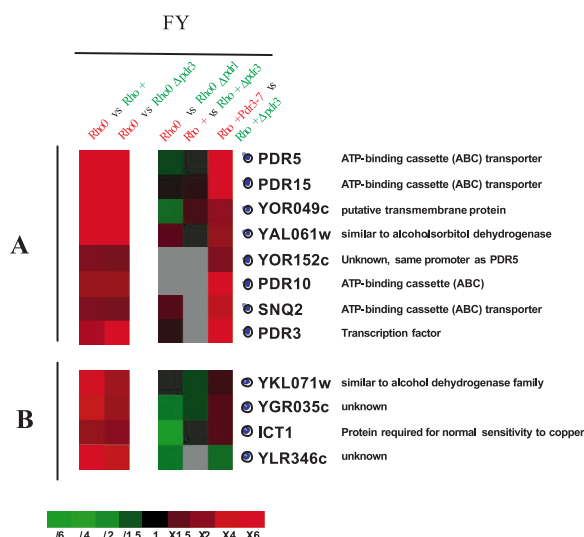 FY
Rho0 vs Rho +
Rho0 vs Rho0 Δpdr3
Rho0 vs Rho0 Δpdr1
Rho + vs Rho +Δpdr3
Rho +Pdr3-7 vs
Rho +Δpdr3
A
PDR5 ATP-binding cassette (ABC) transporter
PDR15 ATP-binding cassette (ABC) transporter
YOR049c putative transmembrane protein
YAL061w similar to alcoholsorbitol dehydrogenase
YOR152c Unknown, same promoter as PDR5
PDR10 ATP-binding cassette (ABC)
SNQ2 ATP-binding cassette (ABC) transporter
PDR3 Transcription factor
B
YKL071w similar to alcohol dehydrogenase family
YGR035c unknown
ICT1 Protein required for normal sensitivity to copper
YLR346c unknown
/6 /4 /2 /1.5 1 X1.5 X2 X4 X6